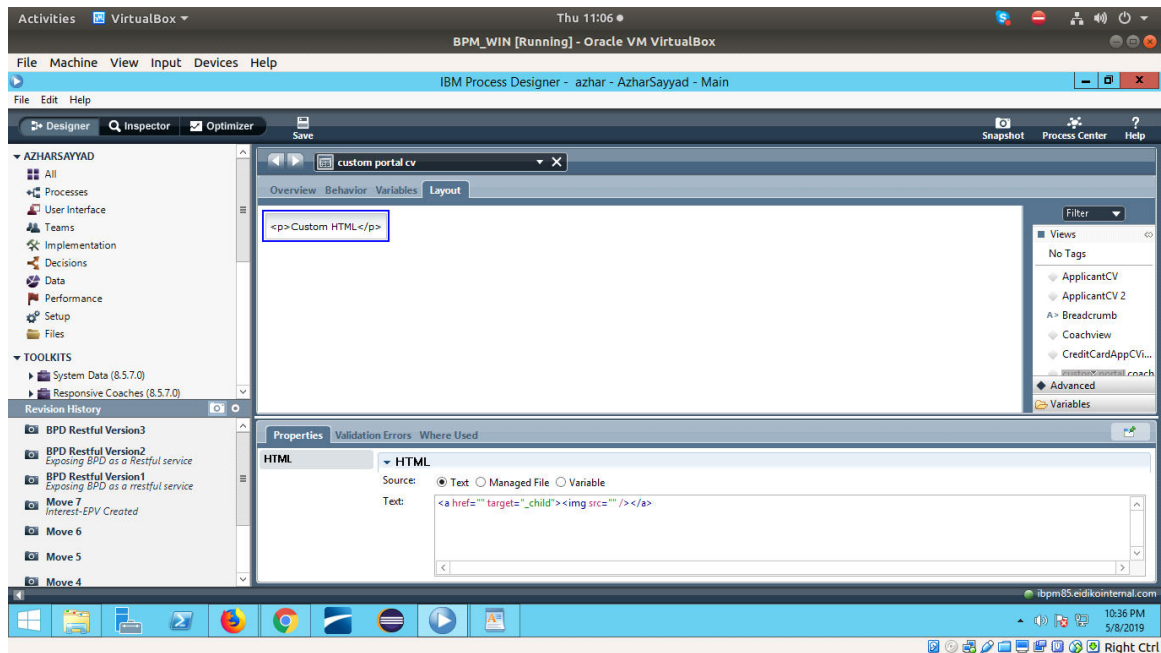 Activities VirtualBox Thu 11:06
BPM_WIN [Running] - Oracle VM VirtualBox
File Machine View Input Devices Help
IBM Process Designer - azhar - AzharSayyad - Main
File Edit Help
Designer Inspector Optimizer Save Snapshot Process Center Help
AZHARSAYYAD
All
Processes
User Interface
Teams
Implementation
Decisions
Data
Performance
Setup
Files
TOOLKITS
System Data (8.5.7.0)
Responsive Coaches (8.5.7.0)
Revision History
BPD Restful Version3
BPD Restful Version2
Exposing BPD as a Restful service
BPD Restful Version1
Exposing BPD as a rrestful service
Move 7
Interest-EPV Created
Move 6
Move 5
Move 4
custom portal cv
Overview Behavior Variables Layout
<p>Custom HTML</p>
Filter
Views
No Tags
ApplicantCV
ApplicantCV 2
A> Breadcrumb
Coachview
CreditCardAppCVi...
custom portal coach
Advanced
Variables
Properties Validation Errors Where Used
HTML
HTML
Source: Text Managed File Variable
Text: <a href="" target="_child"><img src="" /></a>
ibpm85.eidikointernal.com
10:36 PM
5/8/2019
Right Ctrl